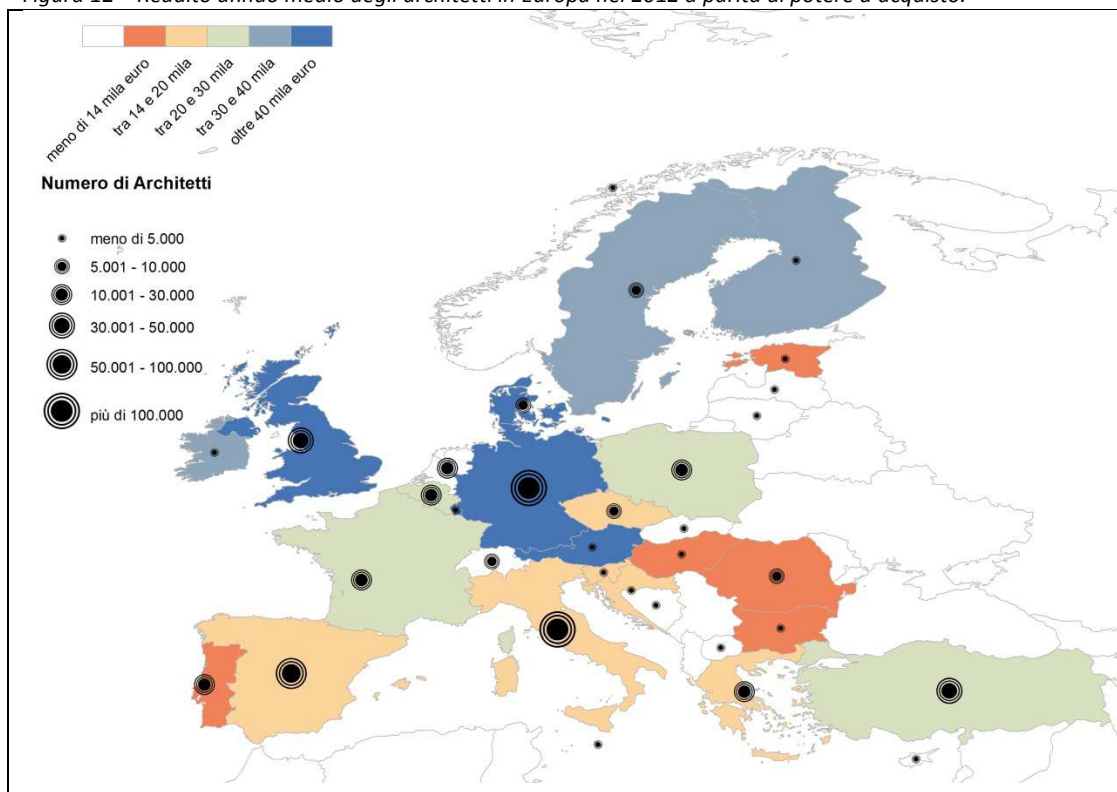 Figura 12 – Reddito annuo medio degli architetti in Europa nel 2012 a parità di potere d'acquisto.
meno di 14 mila euro
tra 14 e 20 mila
tra 20 e 30 mila
tra 30 e 40 mila
oltre 40 mila euro
Numero di Architetti
meno di 5.000
5.001 - 10.000
10.001 - 30.000
30.001 - 50.000
50.001 - 100.000
più di 100.000